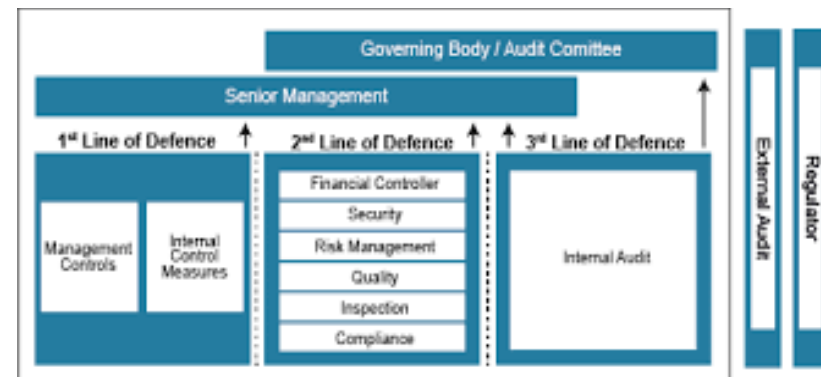 Governing Body / Audit Comittee
Senior Management
1st Line of Defence
2nd Line of Defence
3rd Line of Defence
Management
Controls
Internal
Control
Measures
Financial Controller
Security
Risk Management
Quality
Inspection
Compliance
Internal Audit
External Audit
Regulator